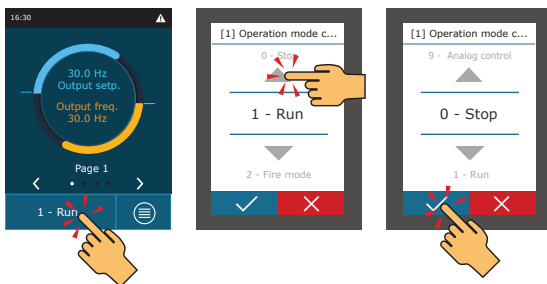 16:30
30.0 Hz
Output setp.
Output freq.
30.0 Hz
Page 1
1 - Run
[1] Operation mode c...
0 - Stop
1 - Run
2 - Fire mode
[1] Operation mode c...
9 - Analog control
0 - Stop
1 - Run